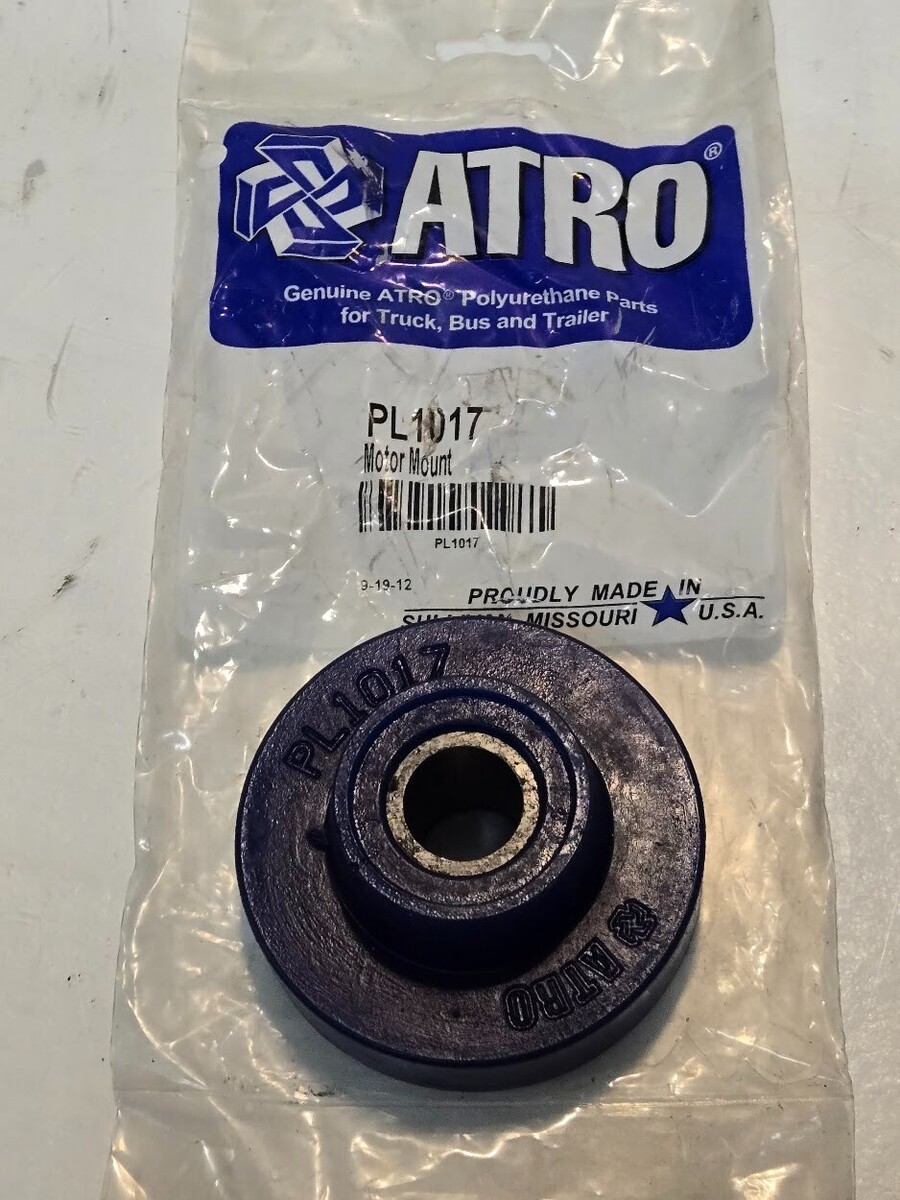 ATRO®
Genuine ATRO® Polyurethane Parts
for Truck, Bus and Trailer
PL1017
Motor Mount
PL1017
9-19-12
PROUDLY MADE IN
MISSOURI U.S.A.
PL1017
ATRO